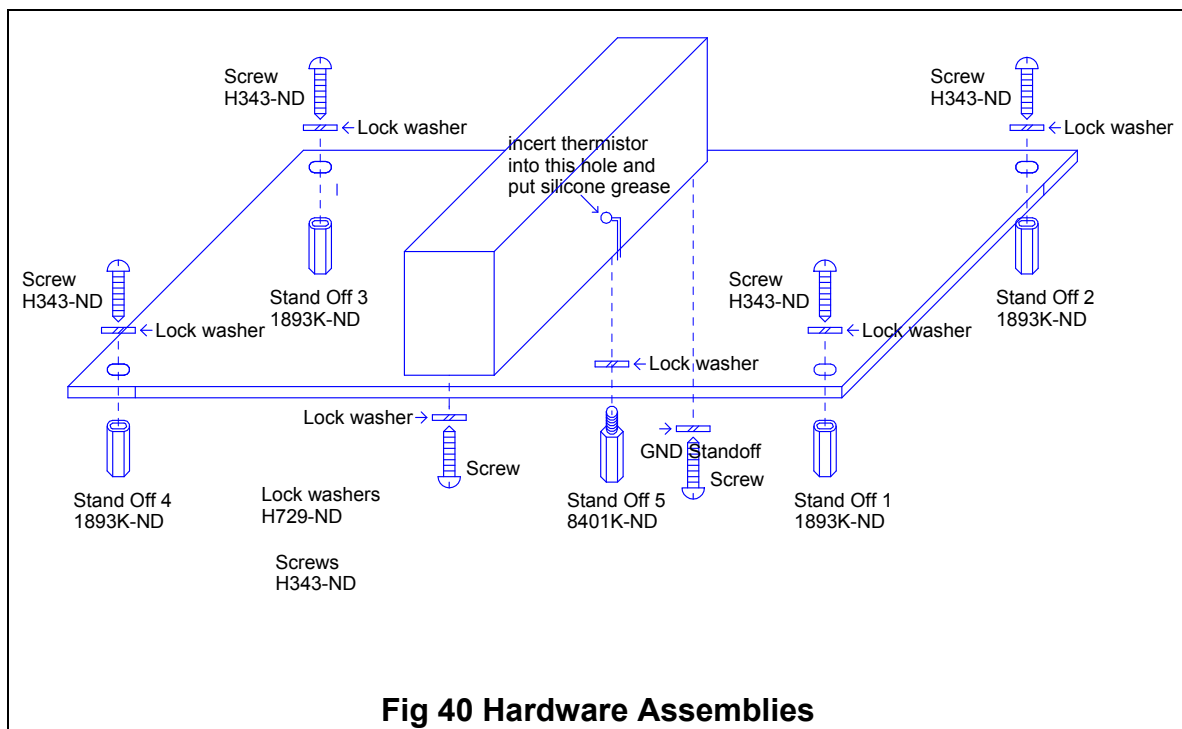 Screw
H343-ND
Lock washer
Screw
H343-ND
Lock washer
incert thermistor
into this hole and
put silicone grease
Screw
H343-ND
Lock washer
Stand Off 3
1893K-ND
Screw
H343-ND
Lock washer
Stand Off 2
1893K-ND
Lock washer
Lock washer
GND Standoff
Screw
Screw
Stand Off 4
1893K-ND
Lock washers
H729-ND
Stand Off 5
8401K-ND
Stand Off 1
1893K-ND
Screws
H343-ND
Fig 40 Hardware Assemblies